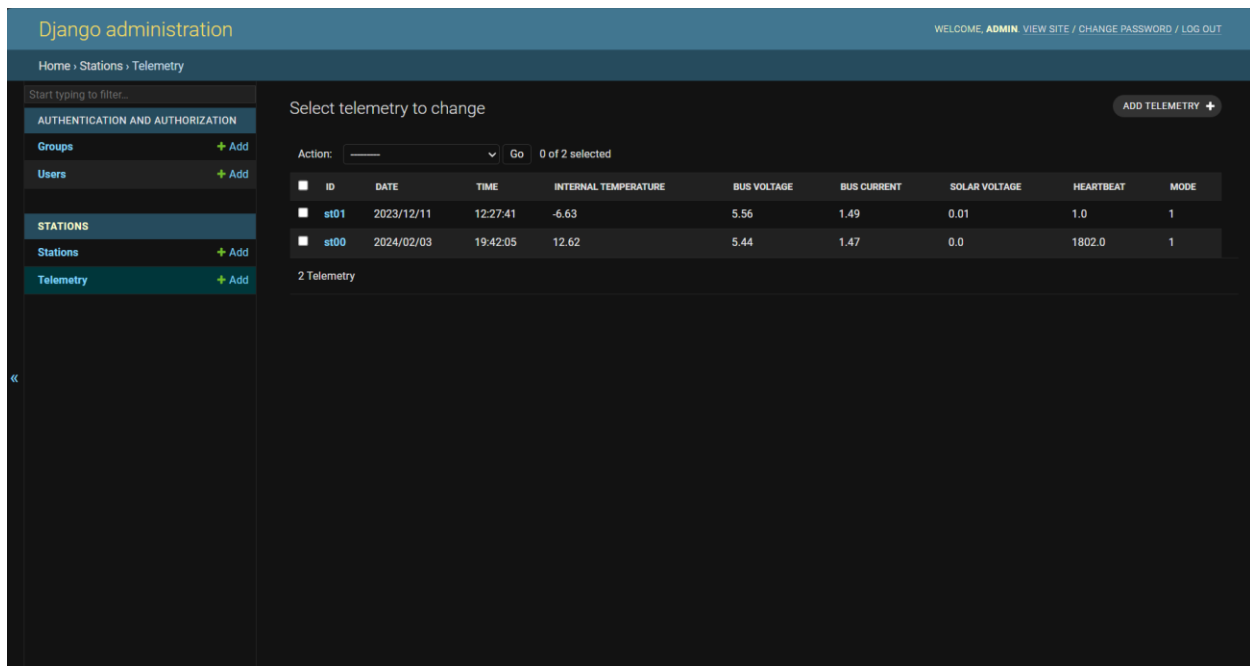 Django administration
WELCOME, ADMIN. VIEW SITE / CHANGE PASSWORD / LOG OUT
Home › Stations › Telemetry
Start typing to filter...
AUTHENTICATION AND AUTHORIZATION
Groups + Add
Users + Add
STATIONS
Stations + Add
Telemetry + Add
«
Select telemetry to change
ADD TELEMETRY +
Action: --------- Go 0 of 2 selected
ID DATE TIME INTERNAL TEMPERATURE BUS VOLTAGE BUS CURRENT SOLAR VOLTAGE HEARTBEAT MODE
st01 2023/12/11 12:27:41 -6.63 5.56 1.49 0.01 1.0 1
st00 2024/02/03 19:42:05 12.62 5.44 1.47 0.0 1802.0 1
2 Telemetry